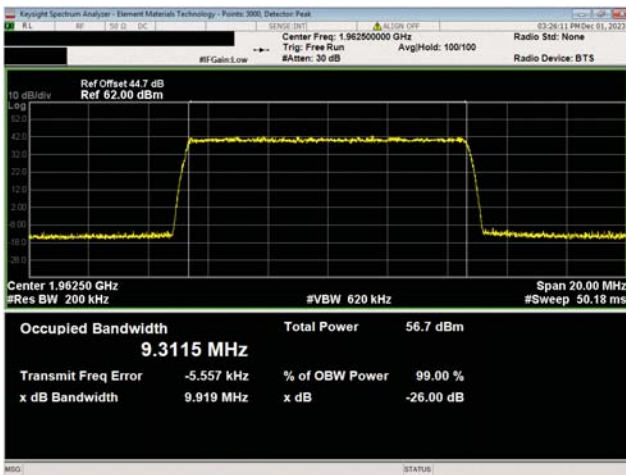 Keysight Spectrum Analyzer - Element Materials Technology - Points: 3000, Detector: Peak
RL RF 50 Ω DC SENSE:INT ALIGN OFF 03:26:11 PM Dec 01, 2023
Center Freq: 1.962500000 GHz Radio Std: None
Trig: Free Run Avg|Hold: 100/100
#IFGain:Low #Atten: 30 dB Radio Device: BTS
Ref Offset 44.7 dB
10 dB/div Ref 62.00 dBm
Log
52.0
42.0
32.0
22.0
12.0
2.00
-8.00
-18.0
-28.0
Center 1.96250 GHz Span 20.00 MHz
#Res BW 200 kHz #VBW 620 kHz #Sweep 50.18 ms
Occupied Bandwidth Total Power 56.7 dBm
9.3115 MHz
Transmit Freq Error -5.557 kHz % of OBW Power 99.00 %
x dB Bandwidth 9.919 MHz x dB -26.00 dB
MSG STATUS